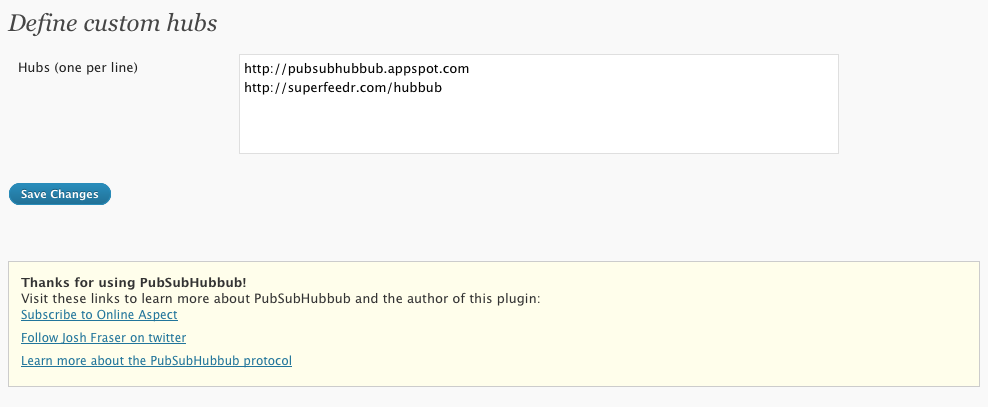 Define custom hubs
Hubs (one per line)
http://pubsubhubbub.appspot.com
http://superfeedr.com/hubbub
Save Changes
Thanks for using PubSubHubbub!
Visit these links to learn more about PubSubHubbub and the author of this plugin:
Subscribe to Online Aspect
Follow Josh Fraser on twitter
Learn more about the PubSubHubbub protocol